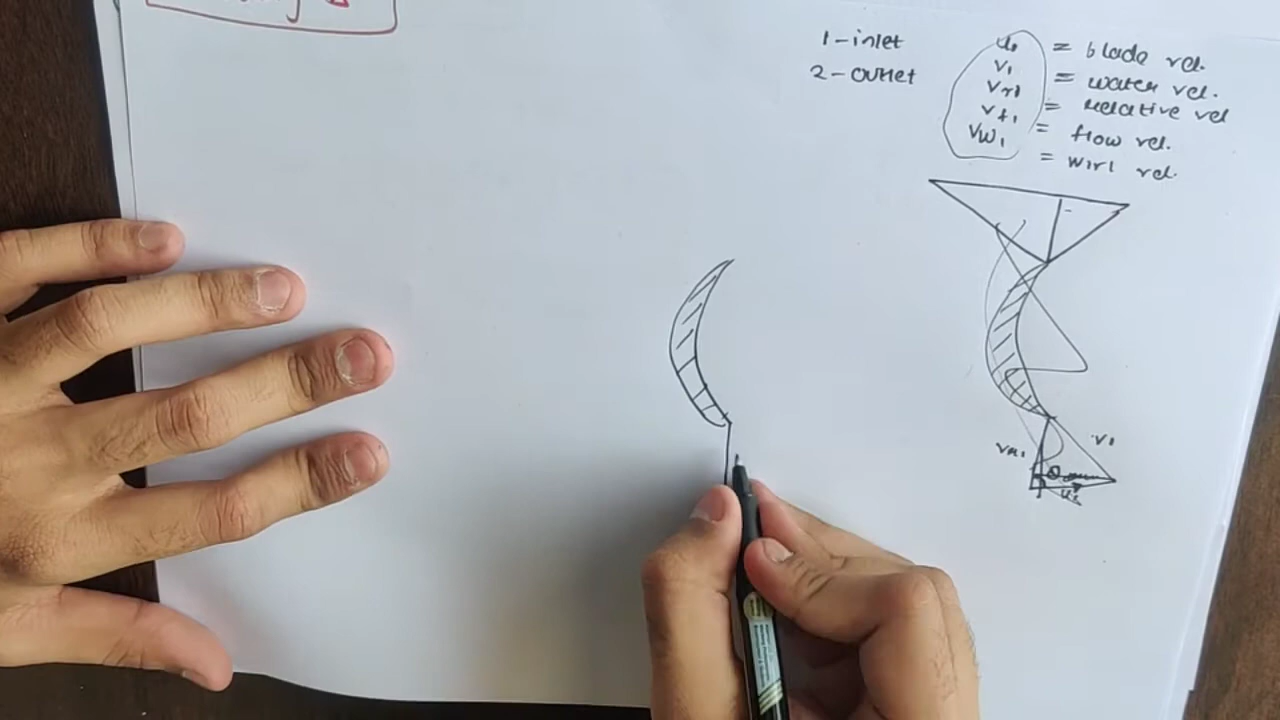 1-inlet
2-outlet
u1 = blade vel.
V1 = water vel.
Vr1 = relative vel
Vf1 = flow vel.
Vw1 = wirl vel.
V1
Vr1
θ
u1